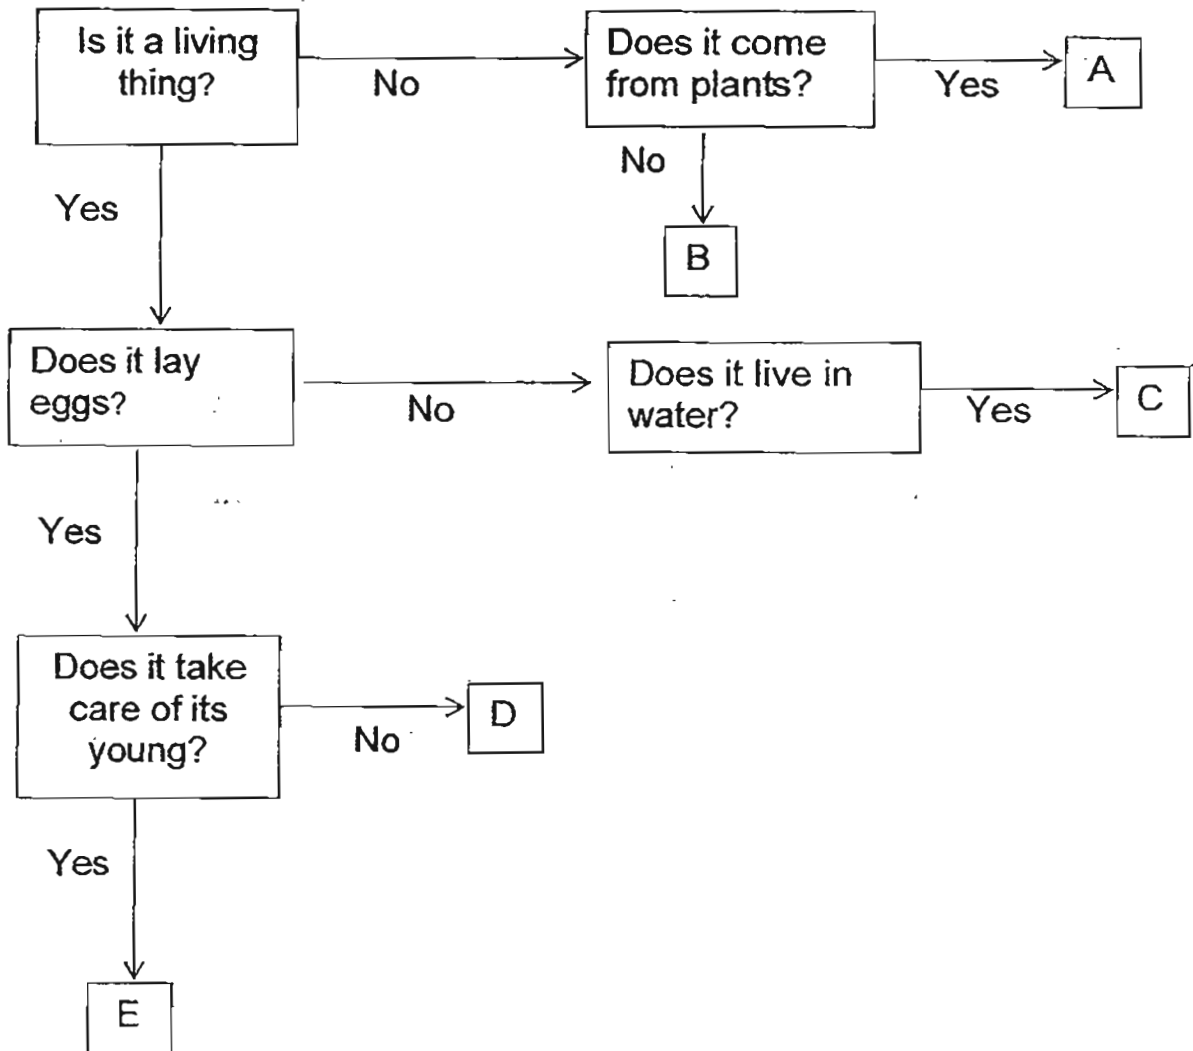 Is it a living
thing?
No
Does it come
from plants?
Yes
A
No
B
Yes
Does it lay
eggs?
No
Does it live in
water?
Yes
C
Yes
Does it take
care of its
young?
No
D
Yes
E